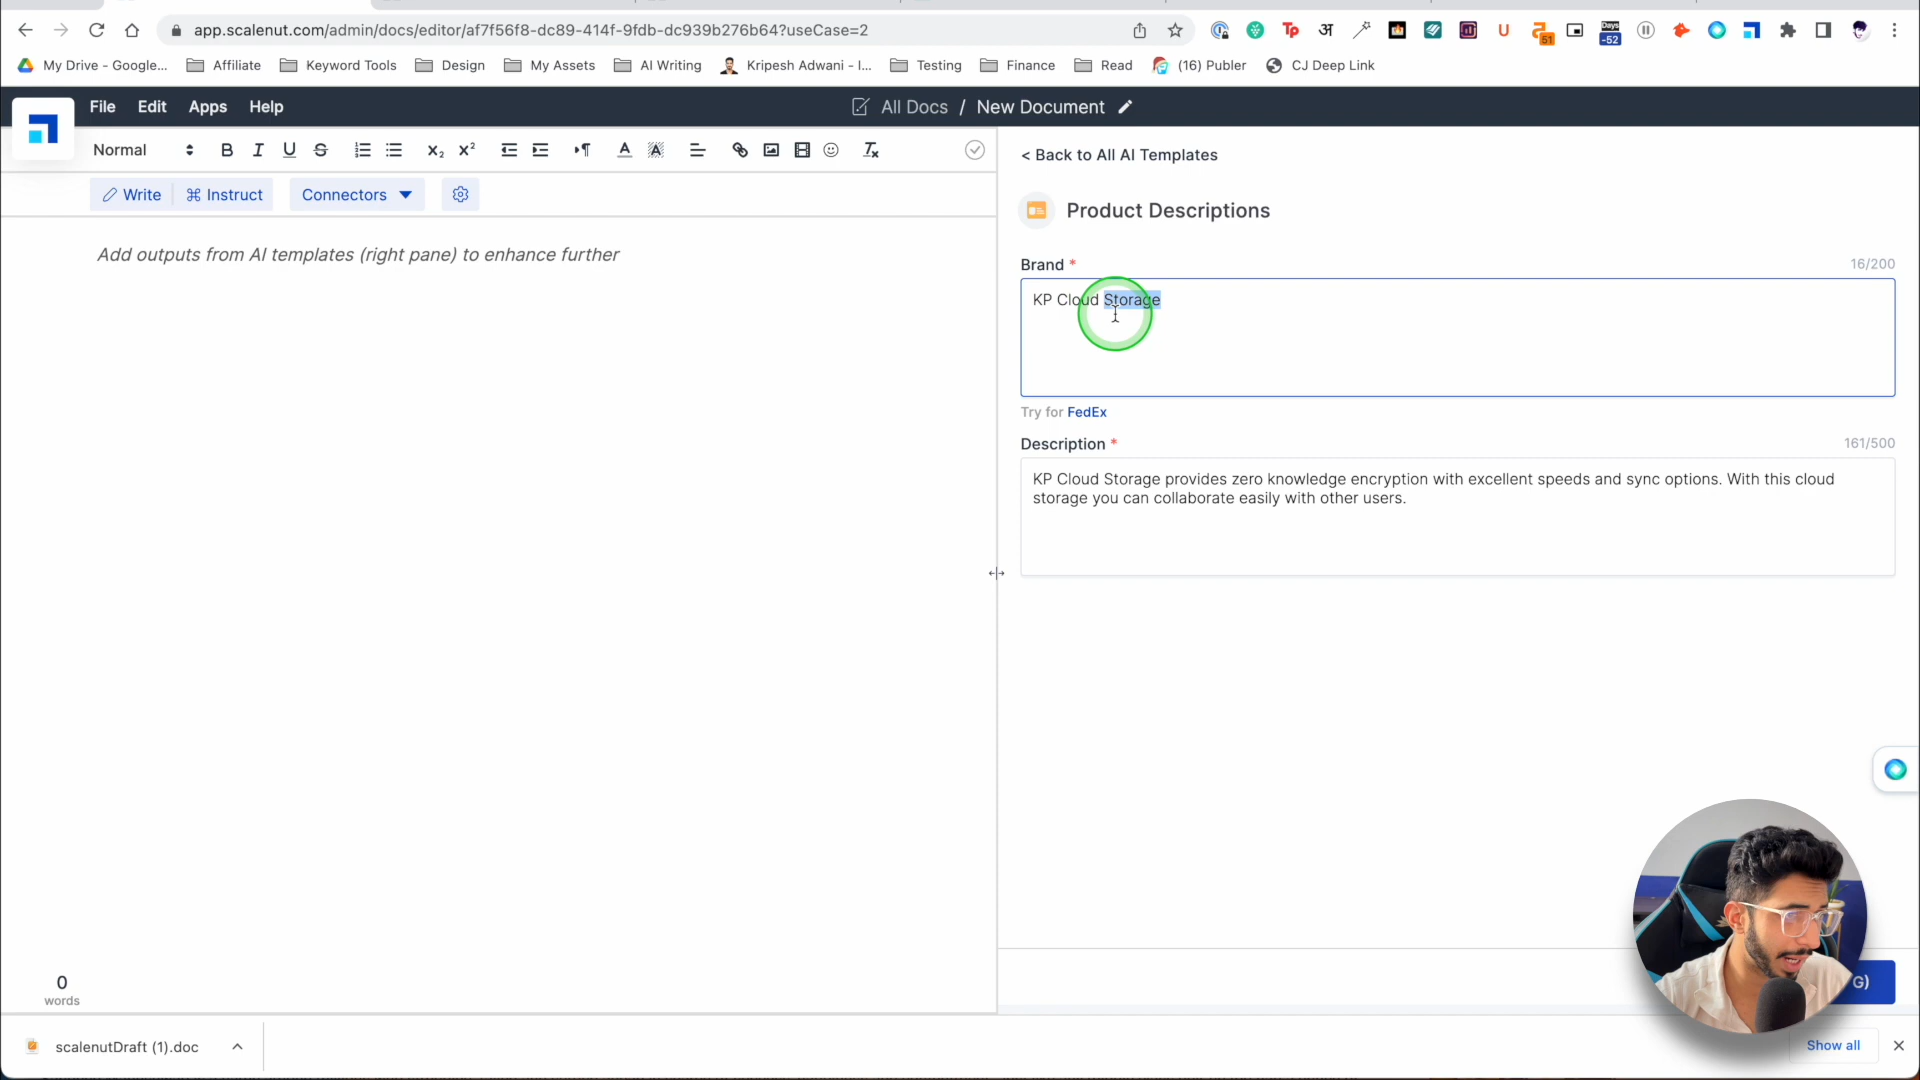 app.scalenut.com/admin/docs/editor/af7f56f8-dc89-414f-9fdb-dc939b276b64?useCase=2
Tp
अ
U
51
Days
-52
My Drive - Google...
Affiliate
Keyword Tools
Design
My Assets
AI Writing
Kripesh Adwani - I...
Testing
Finance
Read
(16) Publer
CJ Deep Link
File
Edit
Apps
Help
All Docs / New Document
Normal
B
I
U
S
Write
Instruct
Connectors
Add outputs from AI templates (right pane) to enhance further
0
words
< Back to All AI Templates
Product Descriptions
Brand *
16/200
KP Cloud Storage
Try for FedEx
Description *
161/500
KP Cloud Storage provides zero knowledge encryption with excellent speeds and sync options. With this cloud
storage you can collaborate easily with other users.
G)
scalenutDraft (1).doc
Show all